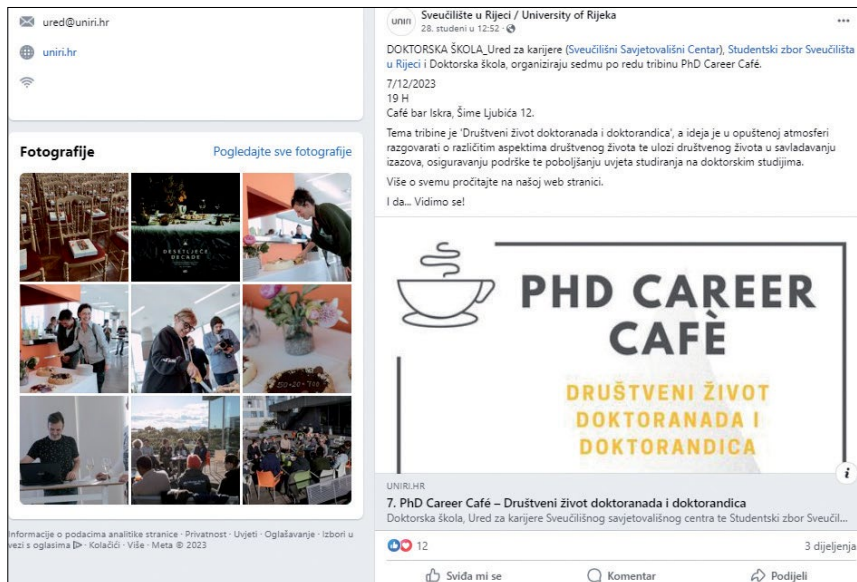 ured@uniri.hr
uniri.hr
Fotografije
Pogledajte sve fotografije
DESETLJEĆE
DECADE
50+20=700
Informacije o podacima analitike stranice · Privatnost · Uvjeti · Oglašavanje · Izbori u
vezi s oglasima · Kolačići · Više · Meta © 2023
uniri
Sveučilište u Rijeci / University of Rijeka
28. studeni u 12:52 ·
DOKTORSKA ŠKOLA_Ured za karijere (Sveučilišni Savjetovališni Centar), Studentski zbor Sveučilišta
u Rijeci i Doktorska škola, organiziraju sedmu po redu tribinu PhD Career Cafe.
7/12/2023
19 H
Café bar Iskra, Šime Ljubića 12.
Tema tribine je 'Društveni život doktoranada i doktorandica', a ideja je u opuštenoj atmosferi
razgovarati o različitim aspektima društvenog života te ulozi društvenog života u savladavanju
izazova, osiguravanju podrške te poboljšanju uvjeta studiranja na doktorskim studijima.
Više o svemu pročitajte na našoj web stranici.
I da... Vidimo se!
PHD CAREER
CAFÈ
DRUŠTVENI ŽIVOT
DOKTORANADA I
DOKTORANDICA
UNIRI.HR
7. PhD Career Café – Društveni život doktoranada i doktorandica
Doktorska škola, Ured za karijere Sveučilišnog savjetovališnog centra te Studentski zbor Sveučil...
12
3 dijeljenja
Sviđa mi se
Komentar
Podijeli